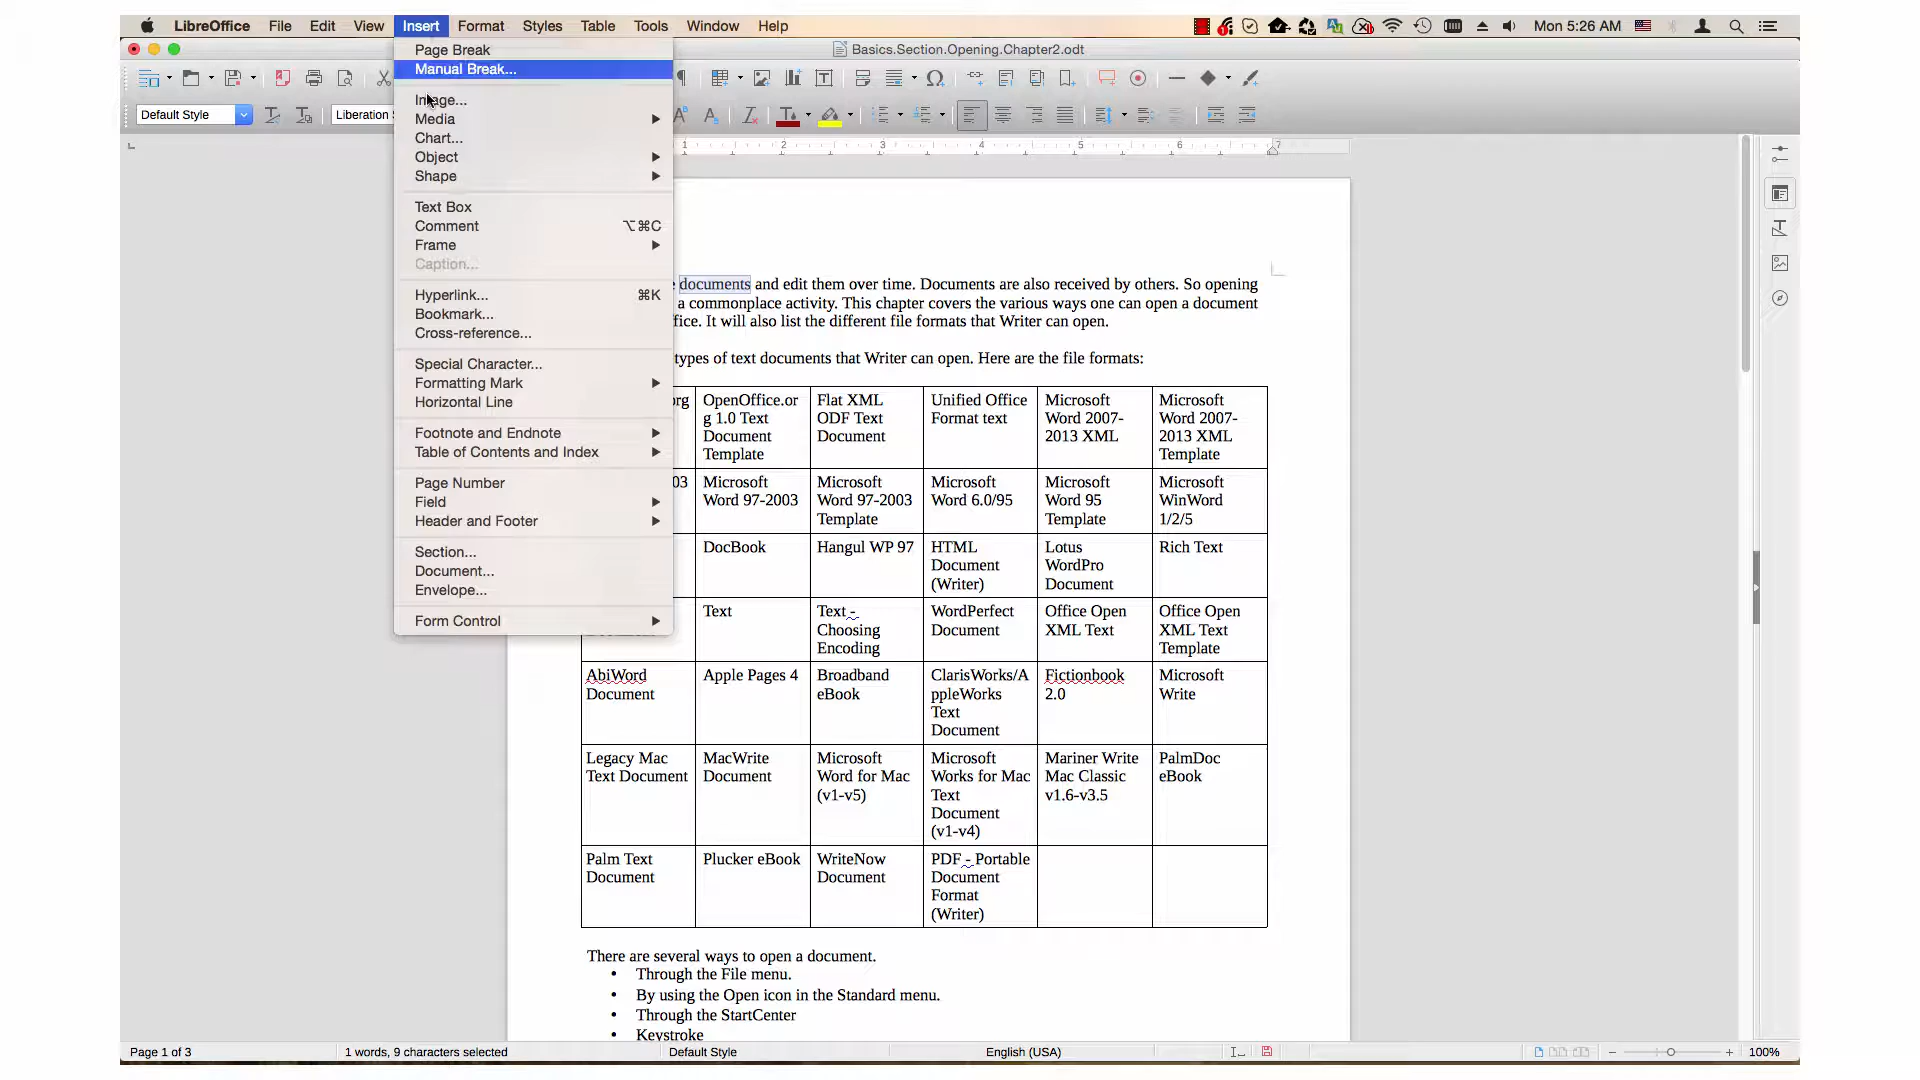 LibreOffice File Edit View Insert Format Styles Table Tools Window Help Mon 5:26 AM
Basics.Section.Opening.Chapter2.odt
Page Break
Manual Break...
Image...
Media
Chart...
Object
Shape
Text Box
Comment ⌥⌘C
Frame
Caption...
Hyperlink... ⌘K
Bookmark...
Cross-reference...
Special Character...
Formatting Mark
Horizontal Line
Footnote and Endnote
Table of Contents and Index
Page Number
Field
Header and Footer
Section...
Document...
Envelope...
Form Control
Default Style Liberation
1 2 3 4 5 6 7
documents and edit them over time. Documents are also received by others. So opening
a commonplace activity. This chapter covers the various ways one can open a document
fice. It will also list the different file formats that Writer can open.
types of text documents that Writer can open. Here are the file formats:
org
OpenOffice.or
g 1.0 Text
Document
Template
Flat XML
ODF Text
Document
Unified Office
Format text
Microsoft
Word 2007-
2013 XML
Microsoft
Word 2007-
2013 XML
Template
03
Microsoft
Word 97-2003
Microsoft
Word 97-2003
Template
Microsoft
Word 6.0/95
Microsoft
Word 95
Template
Microsoft
WinWord
1/2/5
DocBook
Hangul WP 97
HTML
Document
(Writer)
Lotus
WordPro
Document
Rich Text
Text
Text -
Choosing
Encoding
WordPerfect
Document
Office Open
XML Text
Office Open
XML Text
Template
AbiWord
Document
Apple Pages 4
Broadband
eBook
ClarisWorks/A
ppleWorks
Text
Document
Fictionbook
2.0
Microsoft
Write
Legacy Mac
Text Document
MacWrite
Document
Microsoft
Word for Mac
(v1-v5)
Microsoft
Works for Mac
Text
Document
(v1-v4)
Mariner Write
Mac Classic
v1.6-v3.5
PalmDoc
eBook
Palm Text
Document
Plucker eBook
WriteNow
Document
PDF - Portable
Document
Format
(Writer)
There are several ways to open a document.
• Through the File menu.
• By using the Open icon in the Standard menu.
• Through the StartCenter
• Keystroke
Page 1 of 3 1 words, 9 characters selected Default Style English (USA) 100%